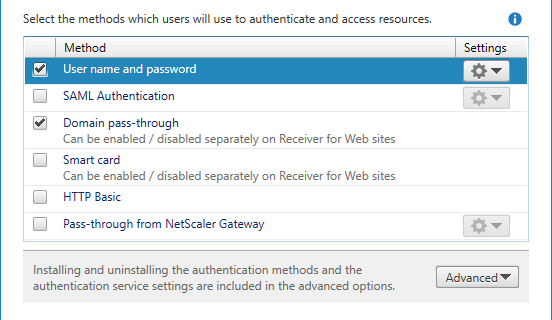 Select the methods which users will use to authenticate and access resources.
Method Settings
User name and password
SAML Authentication
Domain pass-through
Can be enabled / disabled separately on Receiver for Web sites
Smart card
Can be enabled / disabled separately on Receiver for Web sites
HTTP Basic
Pass-through from NetScaler Gateway
Installing and uninstalling the authentication methods and the
authentication service settings are included in the advanced options.
Advanced